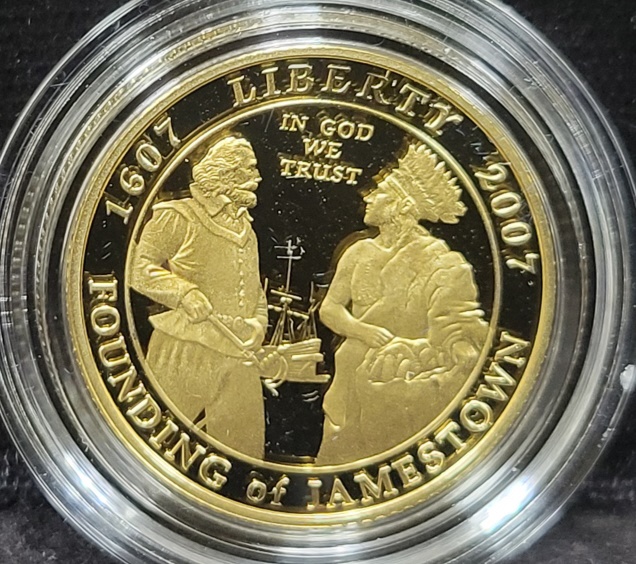 1607 LIBERTY 2007
IN GOD
WE
TRUST
FOUNDING of JAMESTOWN